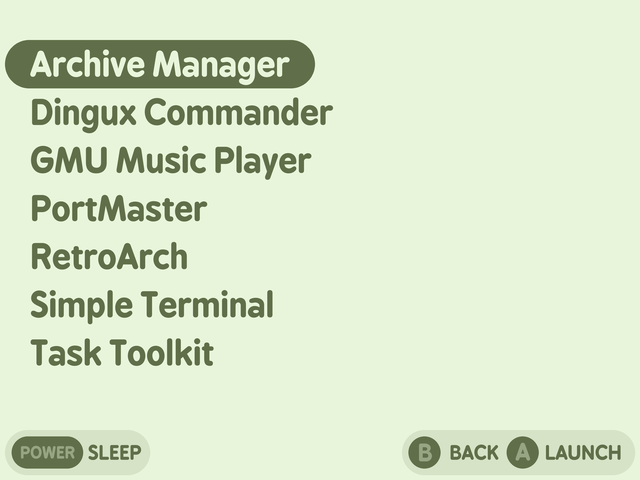 Archive Manager
Dingux Commander
GMU Music Player
PortMaster
RetroArch
Simple Terminal
Task Toolkit
POWER SLEEP B BACK A LAUNCH